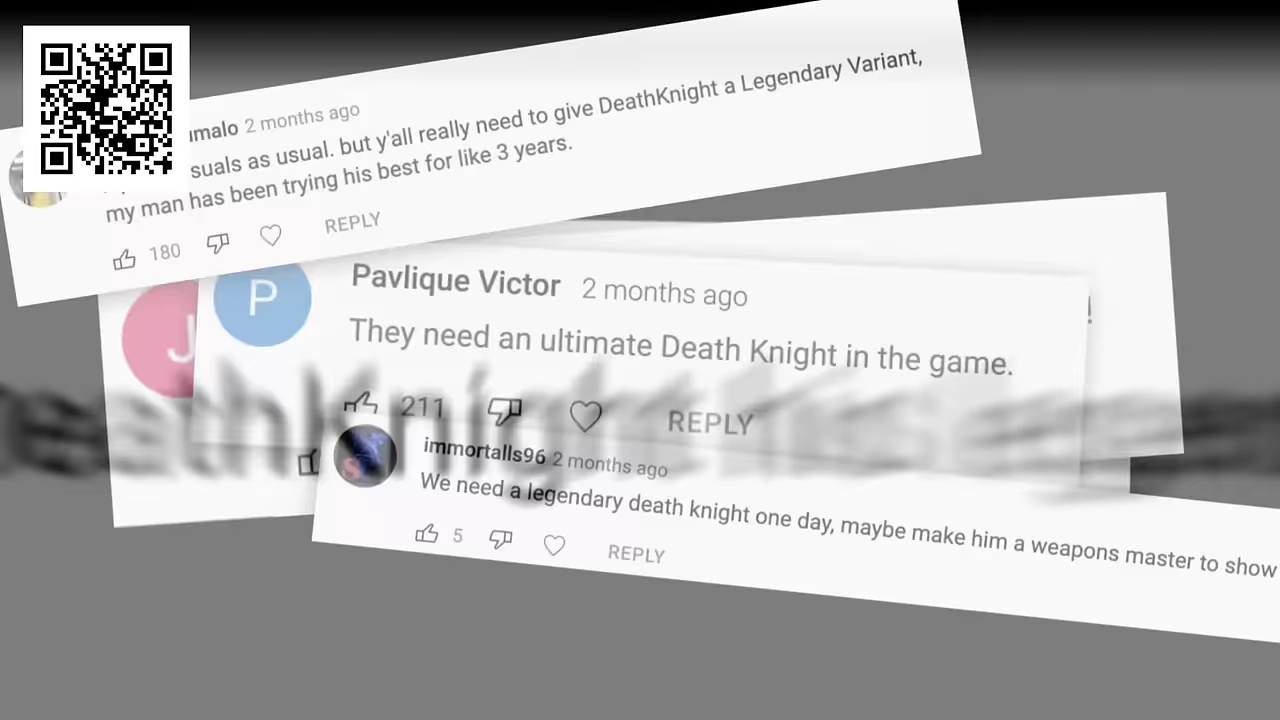 malo 2 months ago
suals as usual. but y'all really need to give DeathKnight a Legendary Variant,
my man has been trying his best for like 3 years.
180 REPLY
J
P
Pavlique Victor 2 months ago
!
They need an ultimate Death Knight in the game.
211 REPLY
immortalls96 2 months ago
We need a legendary death knight one day, maybe make him a weapons master to show
5 REPLY